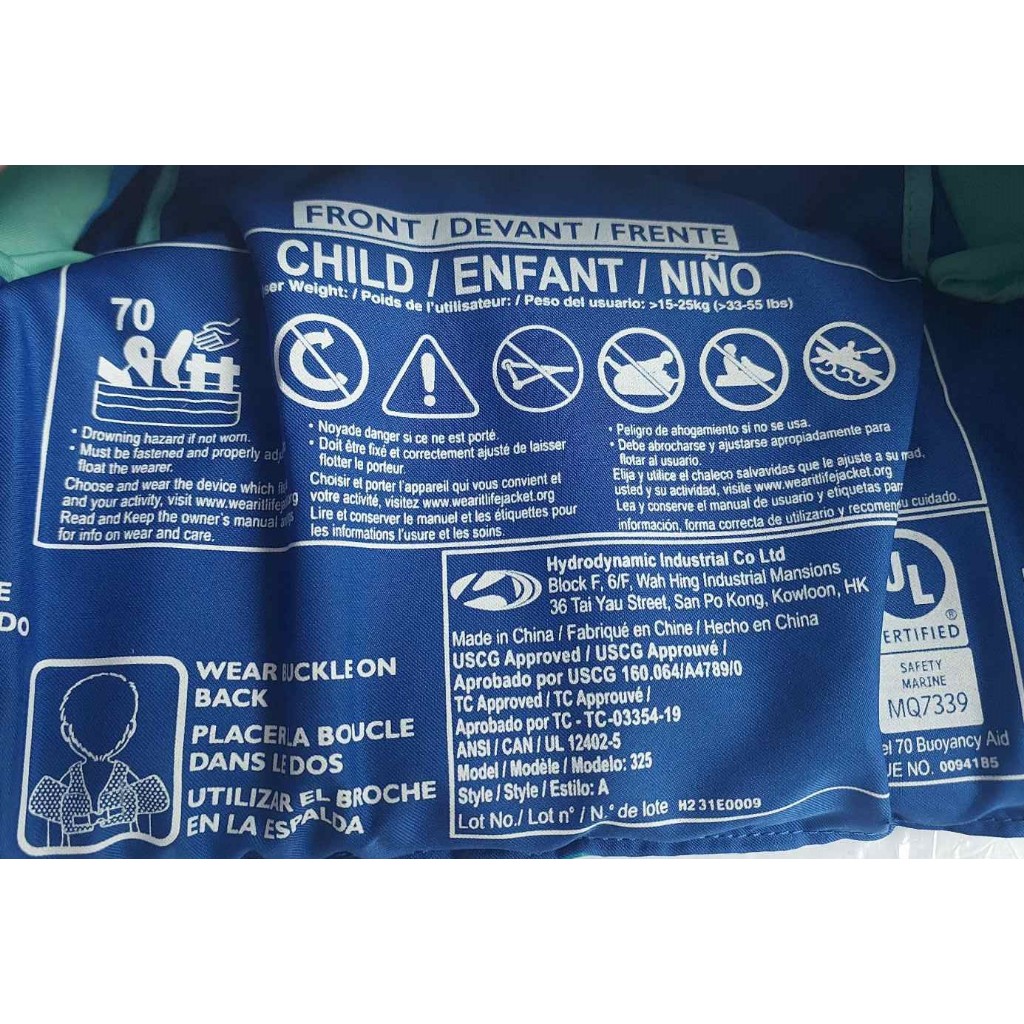 FRONT / DEVANT / FRENTE
CHILD / ENFANT / NIÑO
ser Weight: / Poids de l'utilisateur: / Peso del usuario: >15-25kg (>33-55 lbs)
70
• Drowning hazard if not worn.
• Must be fastened and properly
float the wearer.
Choose and wear the device which
and your activity, visit
Read and Keep the owner's manual
for info on wear and care.
• Noyade danger si ce ne est porté.
• Doit être fixé et correctement ajusté de laisser
flotter le porteur.
Choisir et porter l'appareil qui vous convient et
votre activité, visitez www.wearitlifejacket.org
Lire et conserver le manuel et les étiquettes pour
les informations l'usure et les soins.
• Peligro de ahogamiento si no se usa.
• Debe abrocharse y ajustarse apropiadamente para
flotar al usuario.
Elija y utilice el chaleco salvavidas que le ajuste a su
usted y su actividad, visite www.wearitlifejacket.org
Lea y conserve el manual de usuario y etiquetas
información, forma correcta de utilizario y
su cuidado.
Hydrodynamic Industrial Co Ltd
Block F, 6/F, Wah Hing Industrial Mansions
36 Tai Yau Street, San Po Kong, Kowloon, HK
Made in China / Fabriqué en Chine / Hecho en China
USCG Approved / USCG Approuvé /
Aprobado por USCG 160.064/A4789/0
TC Approved / TC Approuvé /
Aprobado por TC - TC-03354-19
ANSI / CAN / UL 12402-5
Model / Modèle / Modelo: 325
Style / Style / Estilo: A
Lot No./ Lot n° / N.° de lote H231E0009
UL
®
ERTIFIED
SAFETY
MARINE
MQ7339
el 70 Buoyancy Aid
UE NO. 0094185
E
DO
WEAR BUCKLE ON
BACK
PLACER LA BOUCLE
DANS LE DOS
UTILIZAR EL BROCHE
EN LA ESPALDA